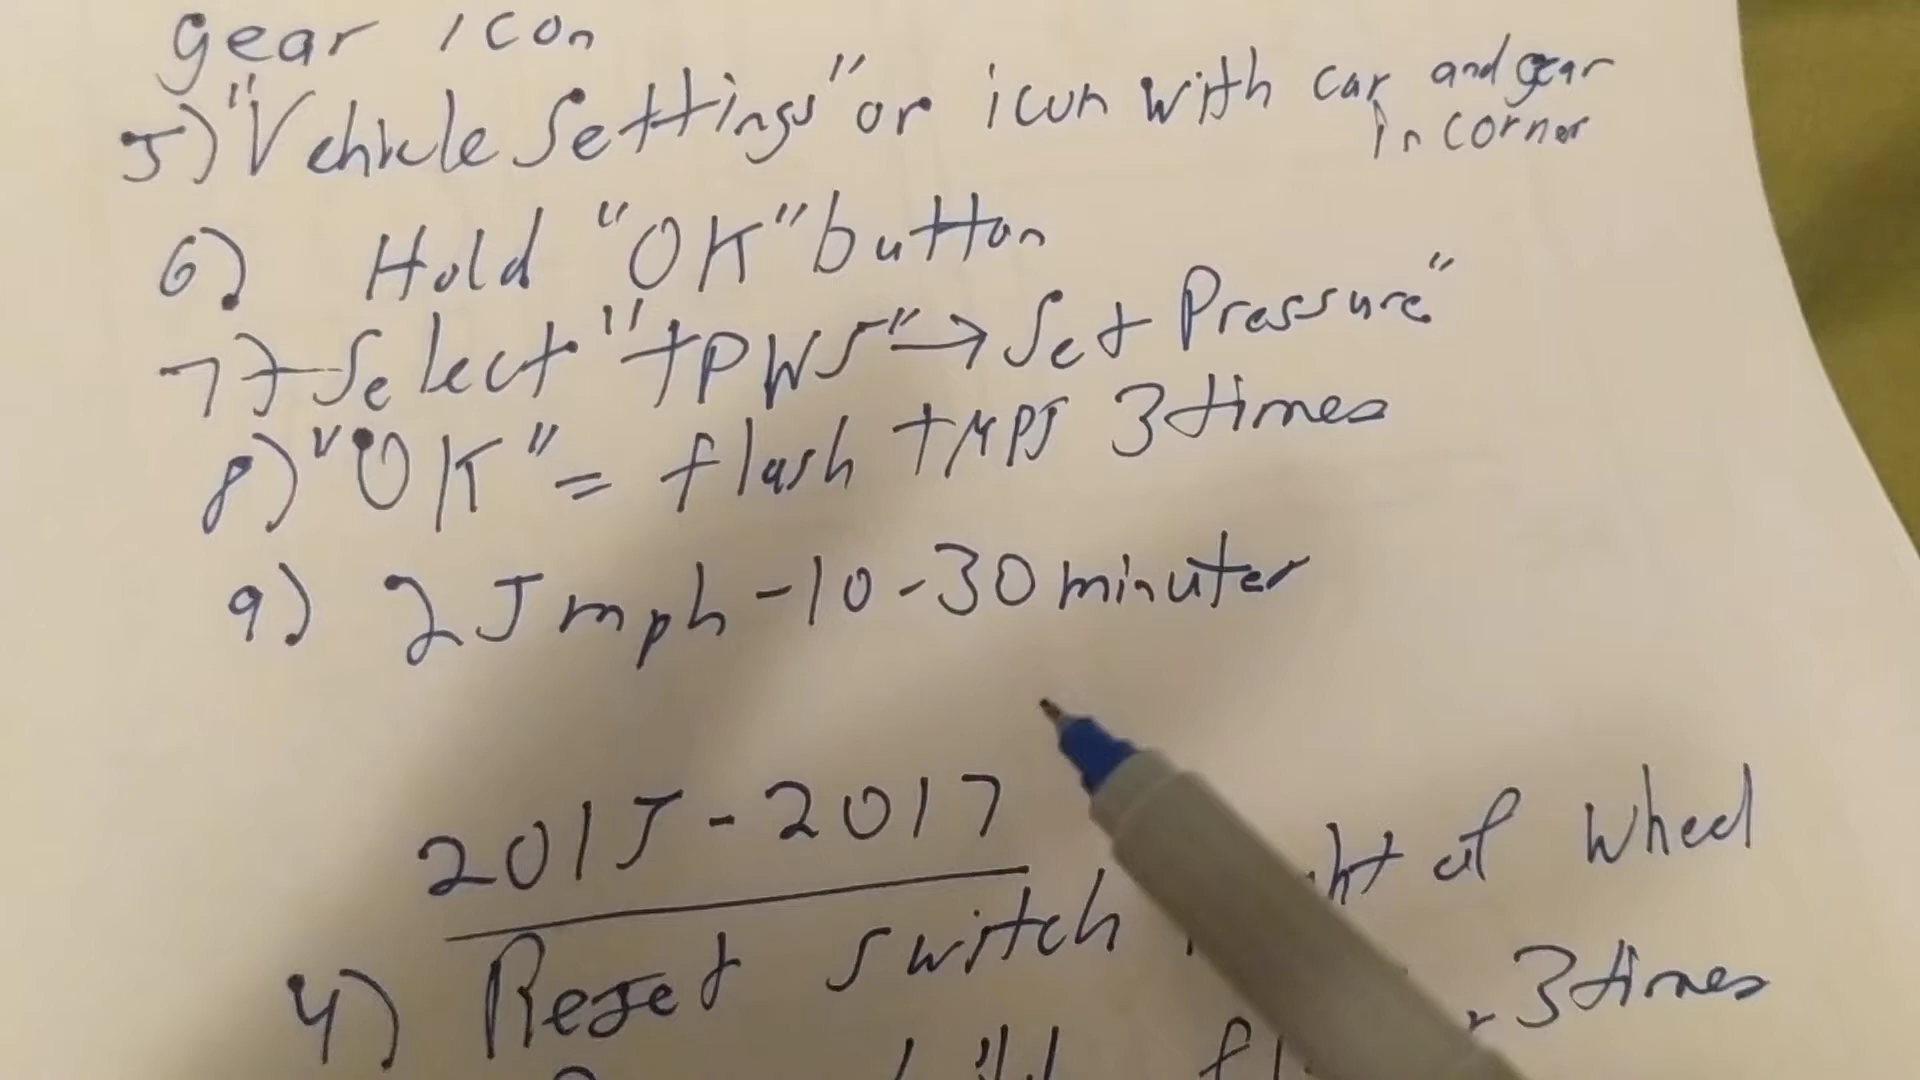 gear icon
5) "Vehicle Settings" or icon with car and gear
in corner
6) Hold "OK" button
7) Select "TPWS" → Set Pressure"
8) "OK" = flash TMPS 3 times
9) 25mph - 10 - 30 minutes
2015 - 2017
4) Reset switch of wheel
3 times